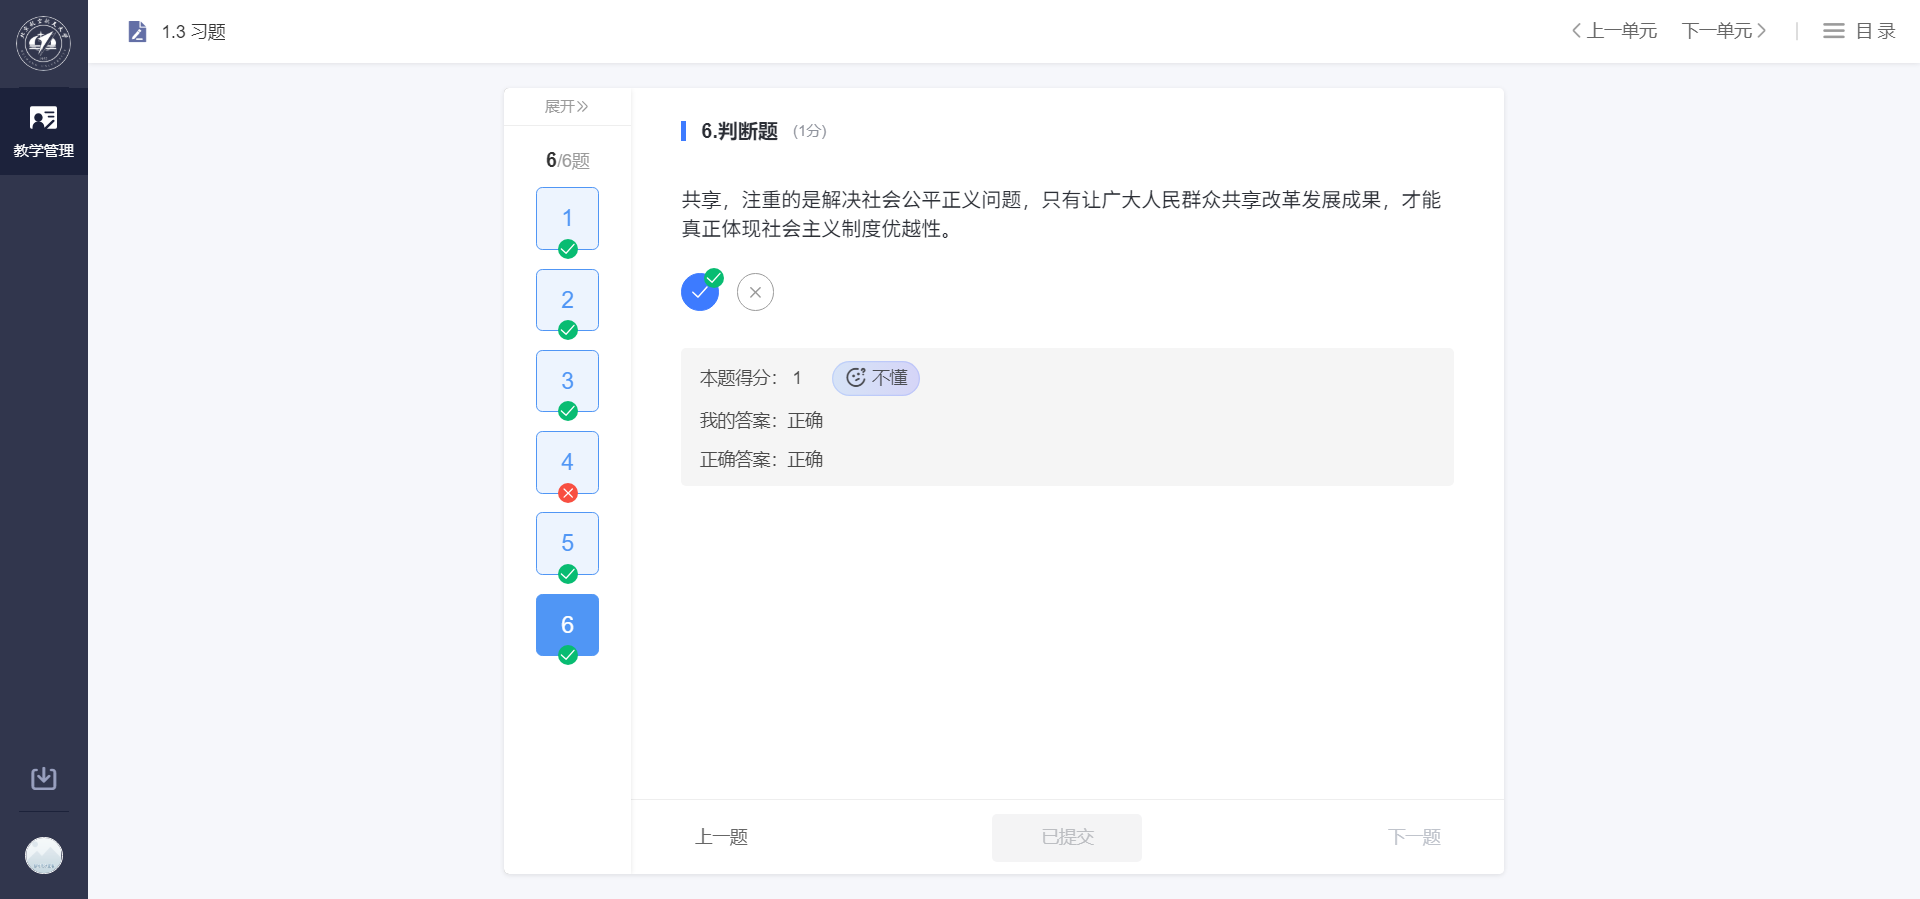 1.3 习题
上一单元
下一单元
目录
教学管理
展开
6/6题
1
2
3
4
5
6
6.判断题 (1分)
共享，注重的是解决社会公平正义问题，只有让广大人民群众共享改革发展成果，才能
真正体现社会主义制度优越性。
本题得分： 1
不懂
我的答案：正确
正确答案：正确
上一题
已提交
下一题